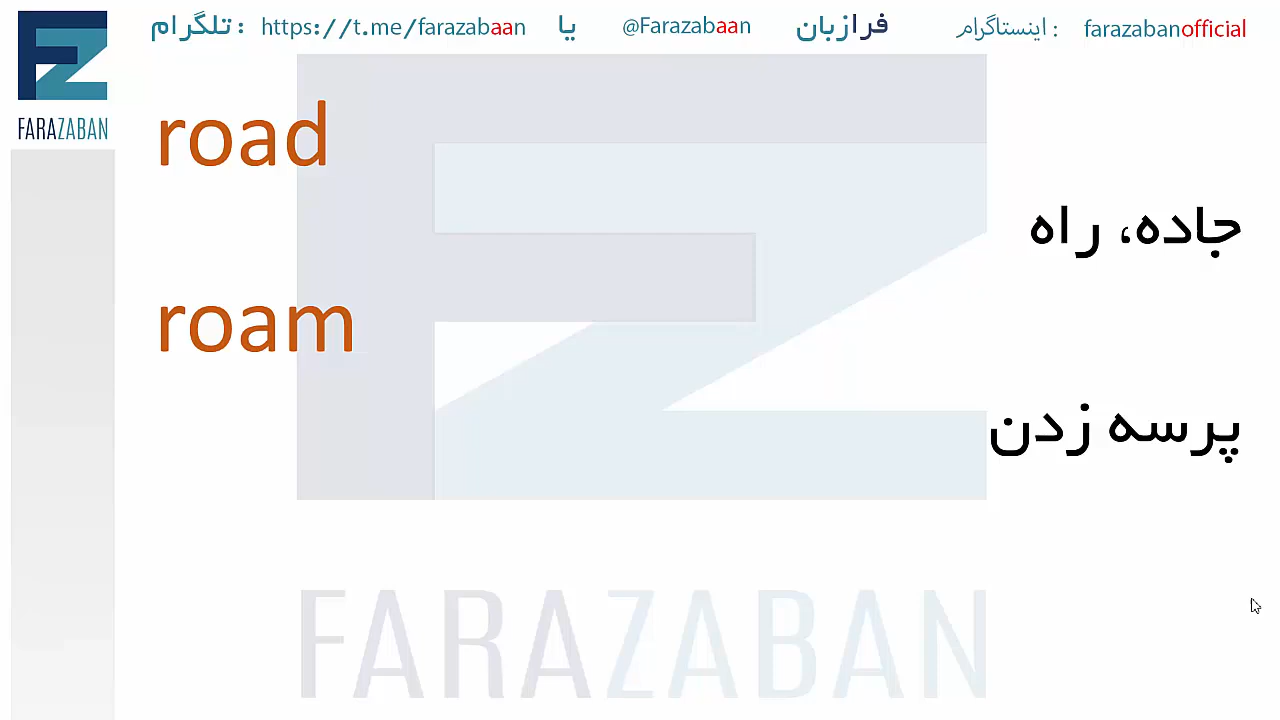 تلگرام : https://t.me/farazabaan یا @Farazabaan فرازبان اینستاگرام : farazabanofficial
FARAZABAN
road
جاده، راه
roam
پرسه زدن
FARAZABAN